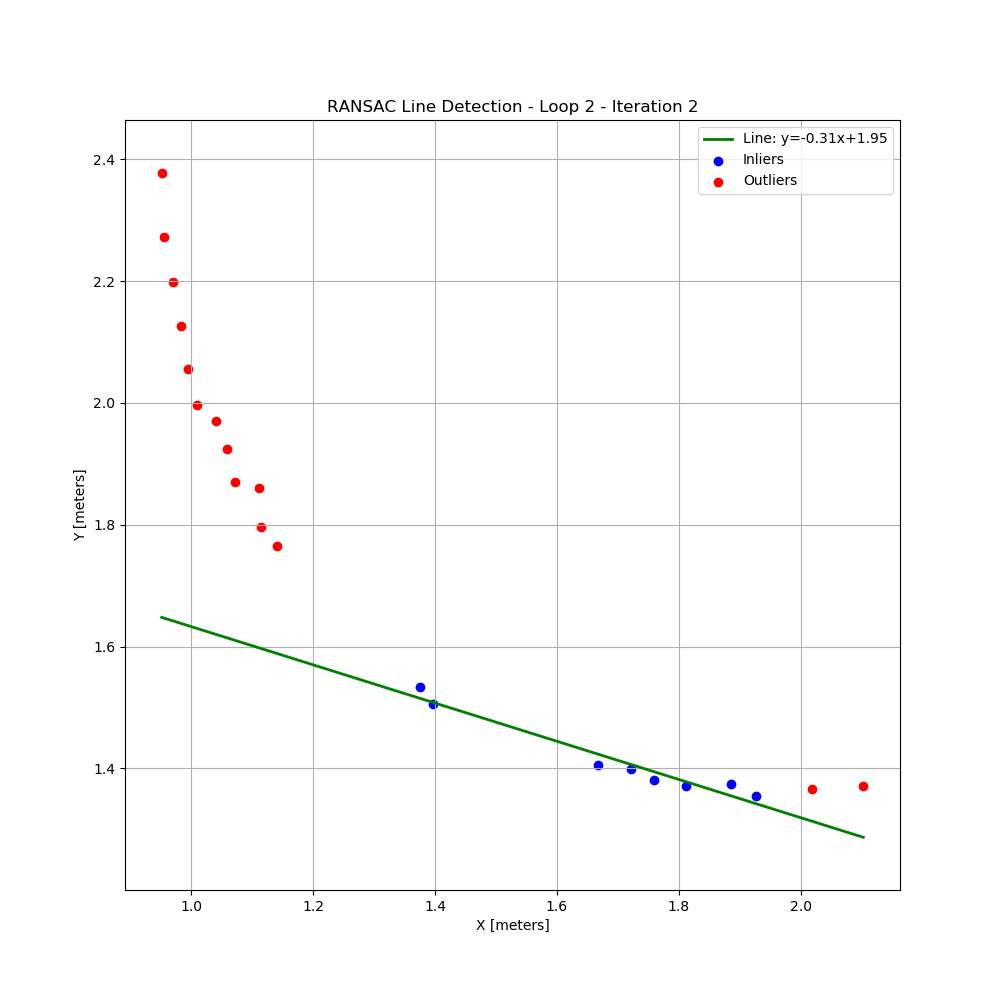 RANSAC Line Detection - Loop 2 - Iteration 2
Line: y=-0.31x+1.95
Inliers
Outliers
Y [meters]
2.4
2.2
2.0
1.8
1.6
1.4
1.0 1.2 1.4 1.6 1.8 2.0
X [meters]